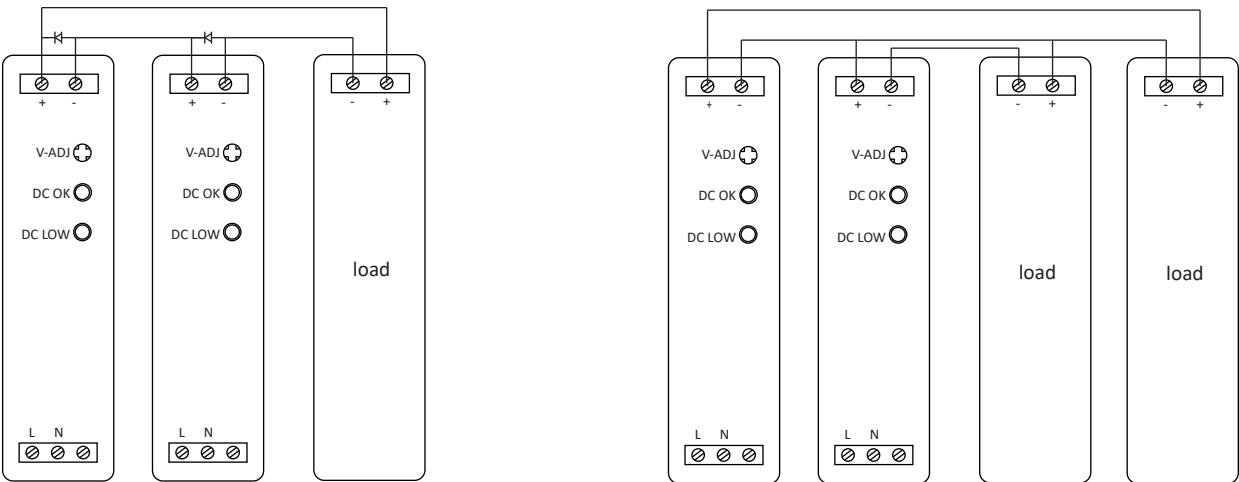 + -
+ -
- +
V-ADJ
DC OK
DC LOW
V-ADJ
DC OK
DC LOW
load
L N
L N
+ -
+ -
- +
- +
V-ADJ
DC OK
DC LOW
V-ADJ
DC OK
DC LOW
load
load
L N
L N